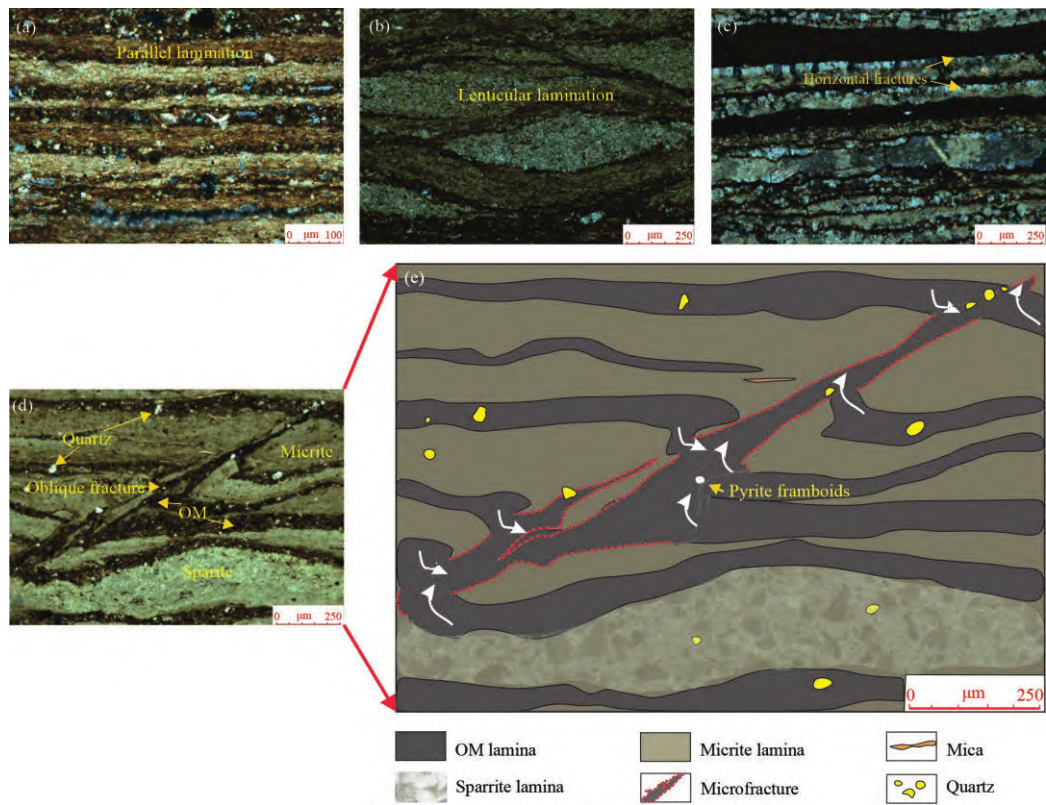 (a)
Parallel lamination
0 μm 100
(b)
Lenticular lamination
0 μm 250
(c)
Horizontal fractures
0 μm 250
(d)
Quartz
Micrite
Oblique fracture
OM
Sparite
0 μm 250
(e)
Pyrite framboids
0 μm 250
OM lamina
Micrite lamina
Mica
Sparrite lamina
Microfracture
Quartz